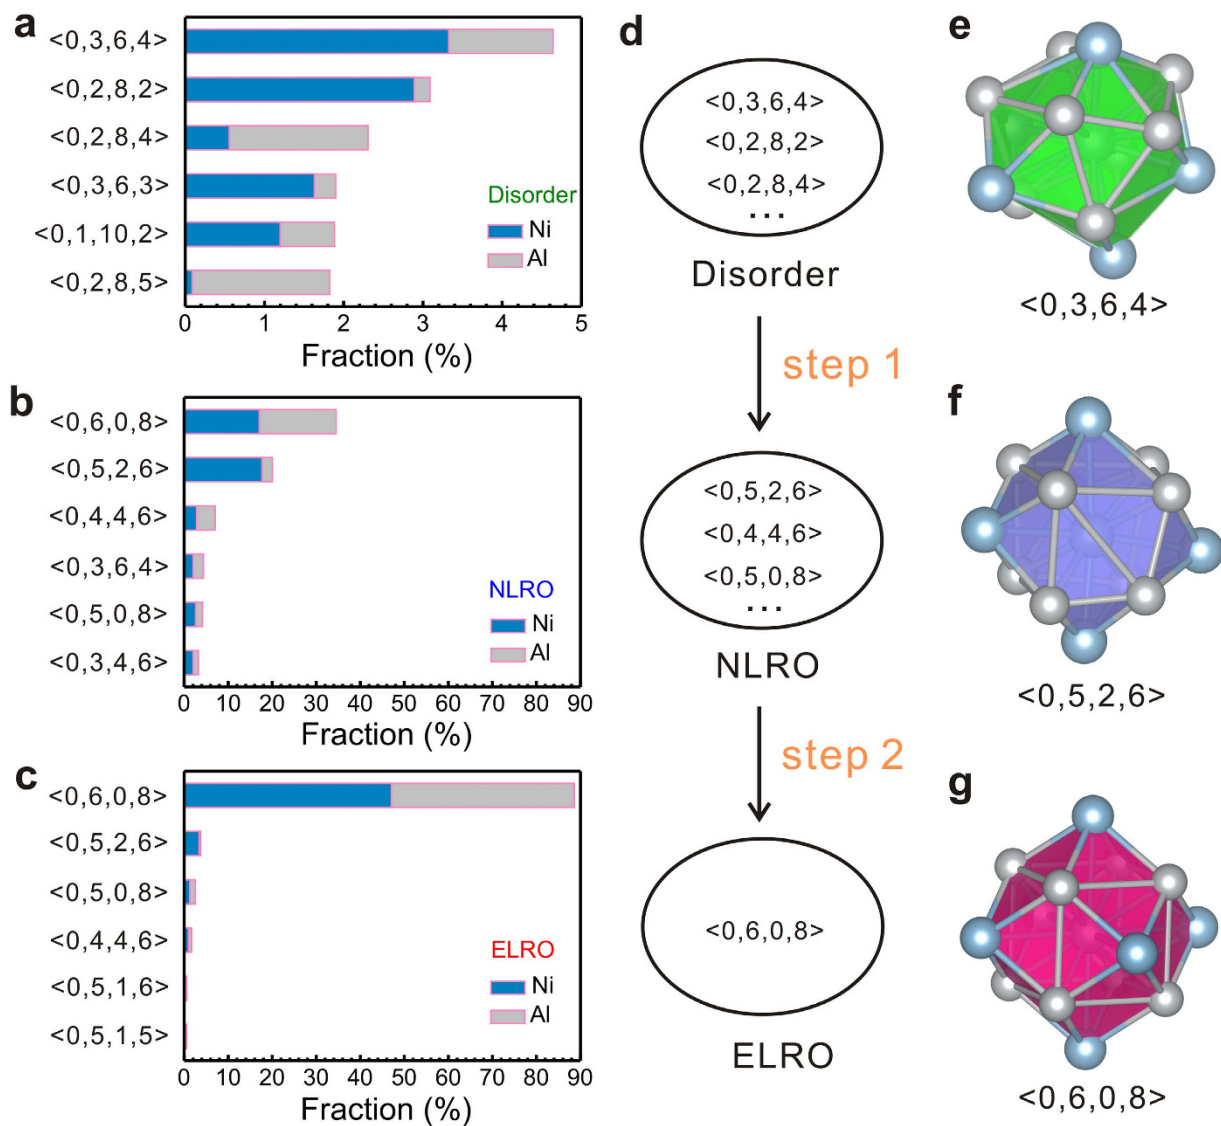 a
<0,3,6,4>
<0,2,8,2>
<0,2,8,4>
<0,3,6,3>
<0,1,10,2>
<0,2,8,5>
Disorder
Ni
Al
0 1 2 3 4 5
Fraction (%)
b
<0,6,0,8>
<0,5,2,6>
<0,4,4,6>
<0,3,6,4>
<0,5,0,8>
<0,3,4,6>
NLRO
Ni
Al
0 10 20 30 40 50 60 70 80 90
Fraction (%)
c
<0,6,0,8>
<0,5,2,6>
<0,5,0,8>
<0,4,4,6>
<0,5,1,6>
<0,5,1,5>
ELRO
Ni
Al
0 10 20 30 40 50 60 70 80 90
Fraction (%)
d
<0,3,6,4>
<0,2,8,2>
<0,2,8,4>
...
Disorder
step 1
<0,5,2,6>
<0,4,4,6>
<0,5,0,8>
...
NLRO
step 2
<0,6,0,8>
ELRO
e
<0,3,6,4>
f
<0,5,2,6>
g
<0,6,0,8>